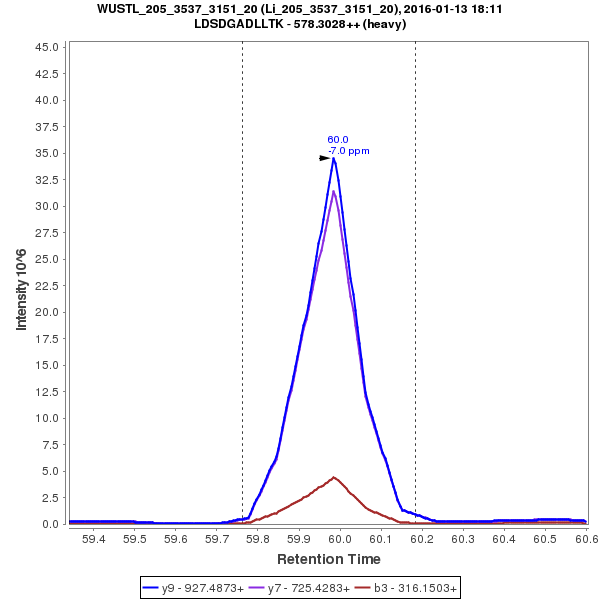 WUSTL_205_3537_3151_20 (Li_205_3537_3151_20), 2016-01-13 18:11
LDSDGADLLTK - 578.3028++ (heavy)
45.0
42.5
40.0
37.5
35.0
32.5
30.0
27.5
25.0
22.5
20.0
17.5
15.0
12.5
10.0
7.5
5.0
2.5
0.0
Intensity 10^6
60.0
-7.0 ppm
59.4 59.5 59.6 59.7 59.8 59.9 60.0 60.1 60.2 60.3 60.4 60.5 60.6
Retention Time
y9 - 927.4873+ y7 - 725.4283+ b3 - 316.1503+